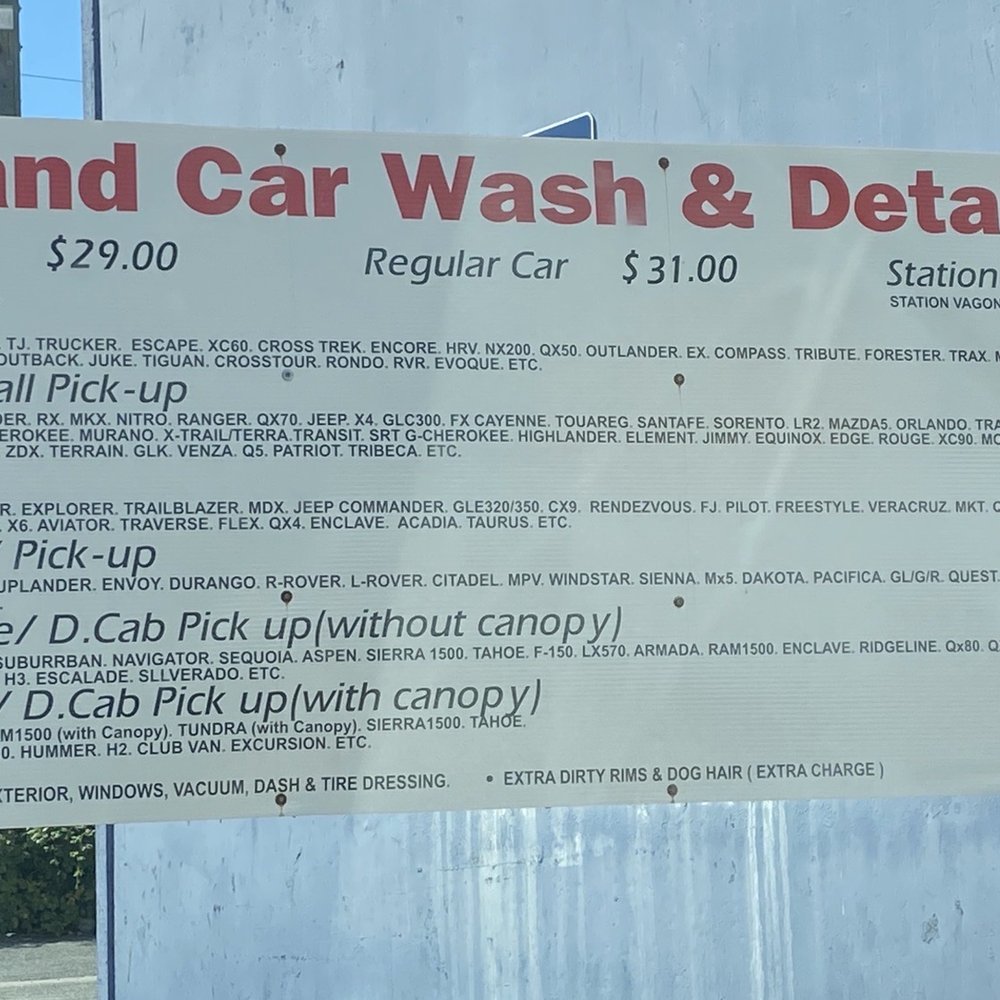 and Car Wash & Deta
$29.00 Regular Car $31.00 Station
STATION VAGON
. TJ. TRUCKER. ESCAPE. XC60. CROSS TREK. ENCORE. HRV. NX200. QX50. OUTLANDER. EX. COMPASS. TRIBUTE. FORESTER. TRAX. M
OUTBACK. JUKE. TIGUAN. CROSSTOUR. RONDO. RVR. EVOQUE. ETC.
all Pick-up
DER. RX. MKX. NITRO. RANGER. QX70. JEEP. X4. GLC300. FX CAYENNE. TOUAREG. SANTAFE. SORENTO. LR2. MAZDA5. ORLANDO. TRA
EROKEE. MURANO. X-TRAIL/TERRA.TRANSIT. SRT G-CHEROKEE. HIGHLANDER. ELEMENT. JIMMY. EQUINOX. EDGE. ROUGE. XC90. MO
ZDX. TERRAIN. GLK. VENZA. Q5. PATRIOT. TRIBECA. ETC.
R. EXPLORER. TRAILBLAZER. MDX. JEEP COMMANDER. GLE320/350. CX9. RENDEZVOUS. FJ. PILOT. FREESTYLE. VERACRUZ. MKT. Q
. X6. AVIATOR. TRAVERSE. FLEX. QX4. ENCLAVE. ACADIA. TAURUS. ETC.
/ Pick-up
UPLANDER. ENVOY. DURANGO. R-ROVER. L-ROVER. CITADEL. MPV. WINDSTAR. SIENNA. Mx5. DAKOTA. PACIFICA. GL/G/R. QUEST.
e/ D.Cab Pick up(without canopy)
SUBURRBAN. NAVIGATOR. SEQUOIA. ASPEN. SIERRA 1500. TAHOE. F-150. LX570. ARMADA. RAM1500. ENCLAVE. RIDGELINE. Qx80. Q
H3. ESCALADE. SLLVERADO. ETC.
/ D.Cab Pick up(with canopy)
M1500 (with Canopy). TUNDRA (with Canopy). SIERRA1500. TAHOE.
0. HUMMER. H2. CLUB VAN. EXCURSION. ETC.
XTERIOR, WINDOWS, VACUUM, DASH & TIRE DRESSING. • EXTRA DIRTY RIMS & DOG HAIR ( EXTRA CHARGE )